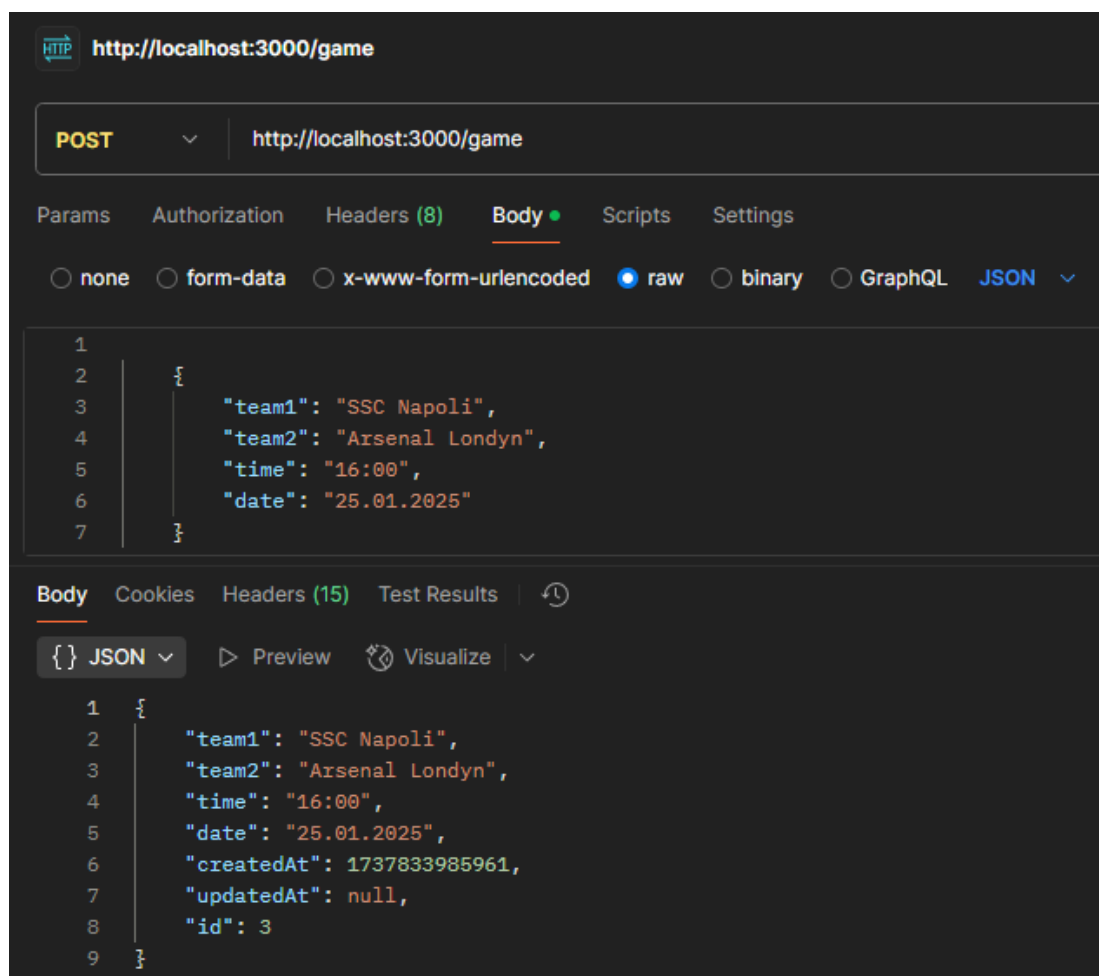 HTTP http://localhost:3000/game
POST http://localhost:3000/game
Params Authorization Headers (8) Body Scripts Settings
none form-data x-www-form-urlencoded raw binary GraphQL JSON
1
2 {
3 "team1": "SSC Napoli",
4 "team2": "Arsenal Londyn",
5 "time": "16:00",
6 "date": "25.01.2025"
7 }
Body Cookies Headers (15) Test Results
{} JSON Preview Visualize
1 {
2 "team1": "SSC Napoli",
3 "team2": "Arsenal Londyn",
4 "time": "16:00",
5 "date": "25.01.2025",
6 "createdAt": 1737833985961,
7 "updatedAt": null,
8 "id": 3
9 }